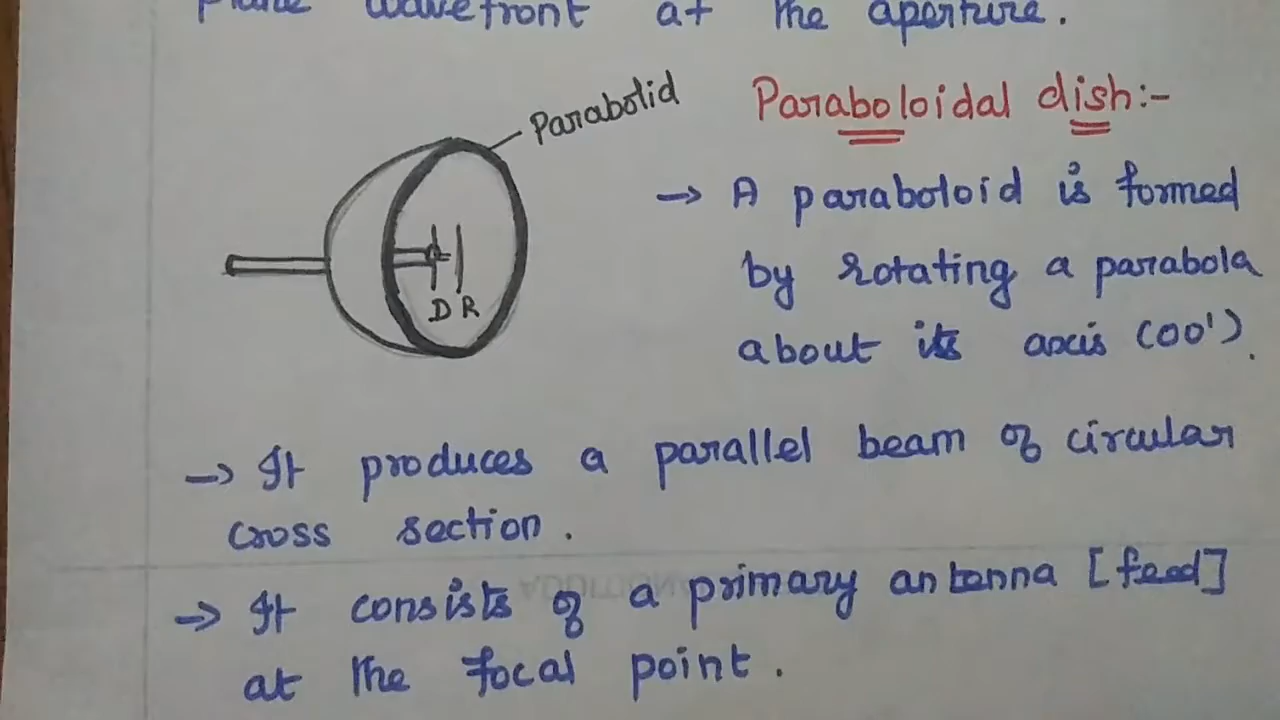 plane wavefront at the aperture.
Parabolid
Paraboloidal dish:-
→ A paraboloid is formed
by rotating a parabola
about its axis (OO').
D R
→ It produces a parallel beam of circular
cross section.
→ It consists of a primary antenna [feed]
at the focal point.